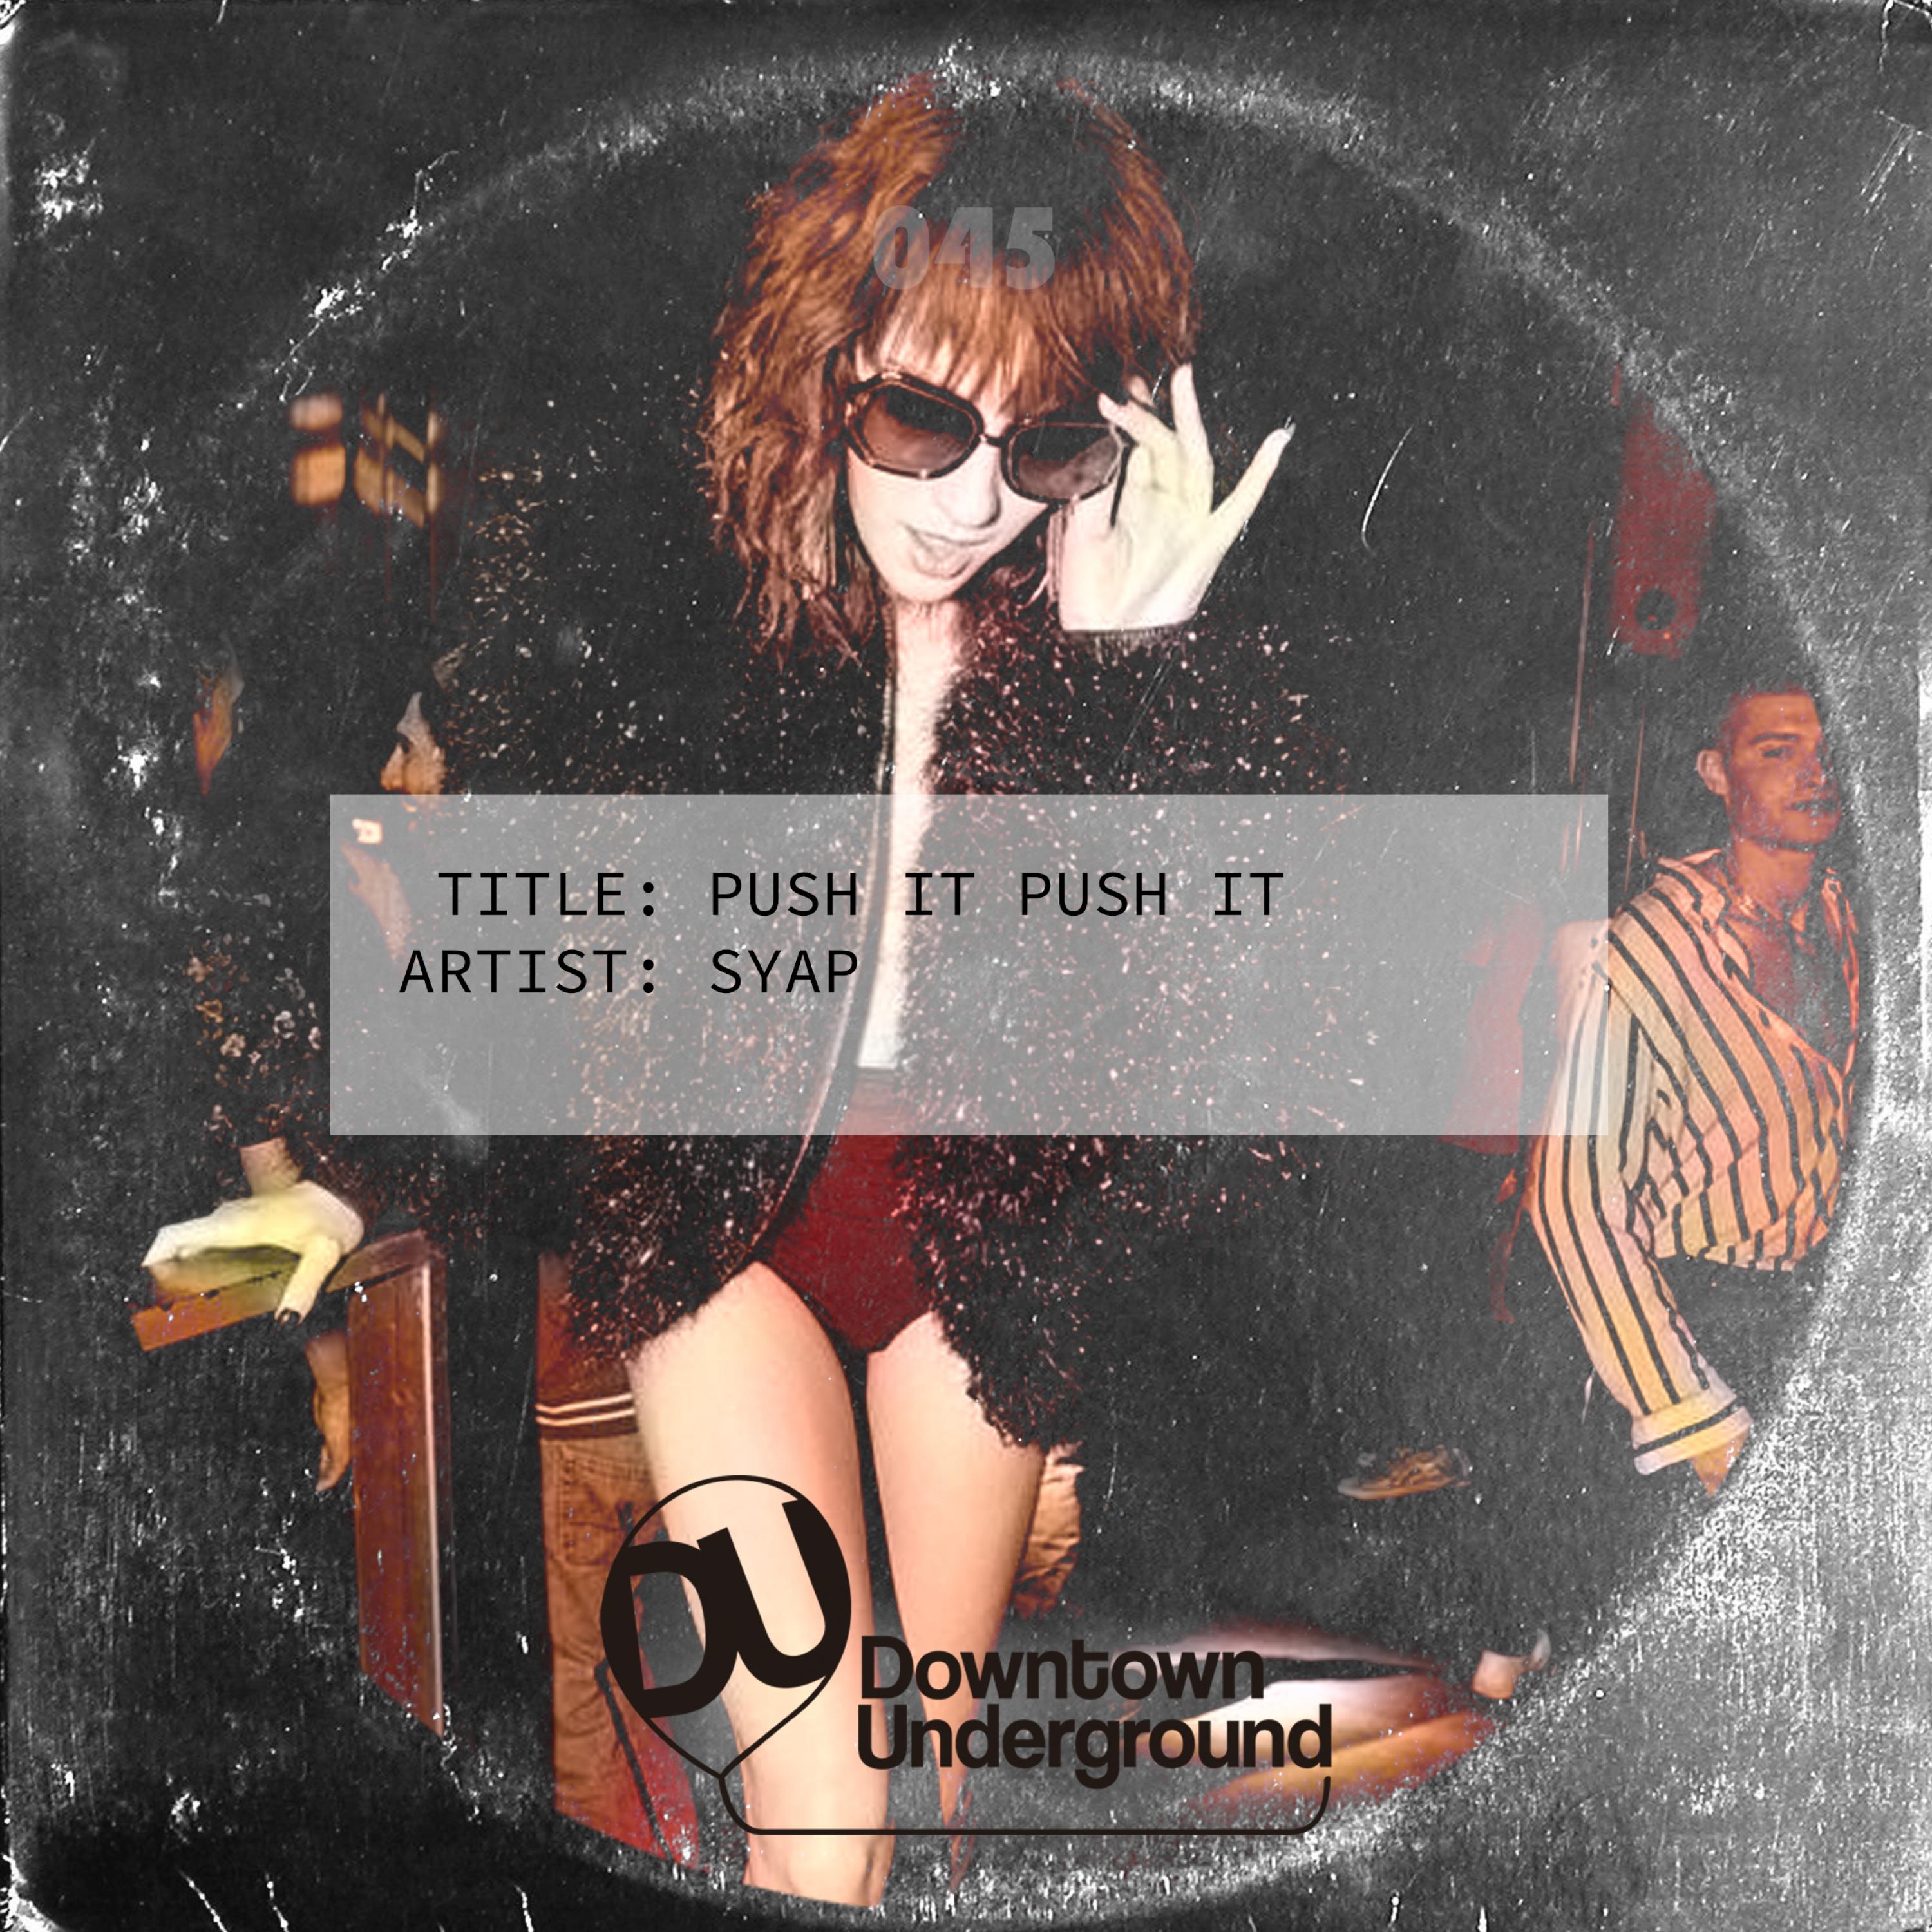 045
TITLE: PUSH IT PUSH IT
ARTIST: SYAP
DU
Downtown
Underground